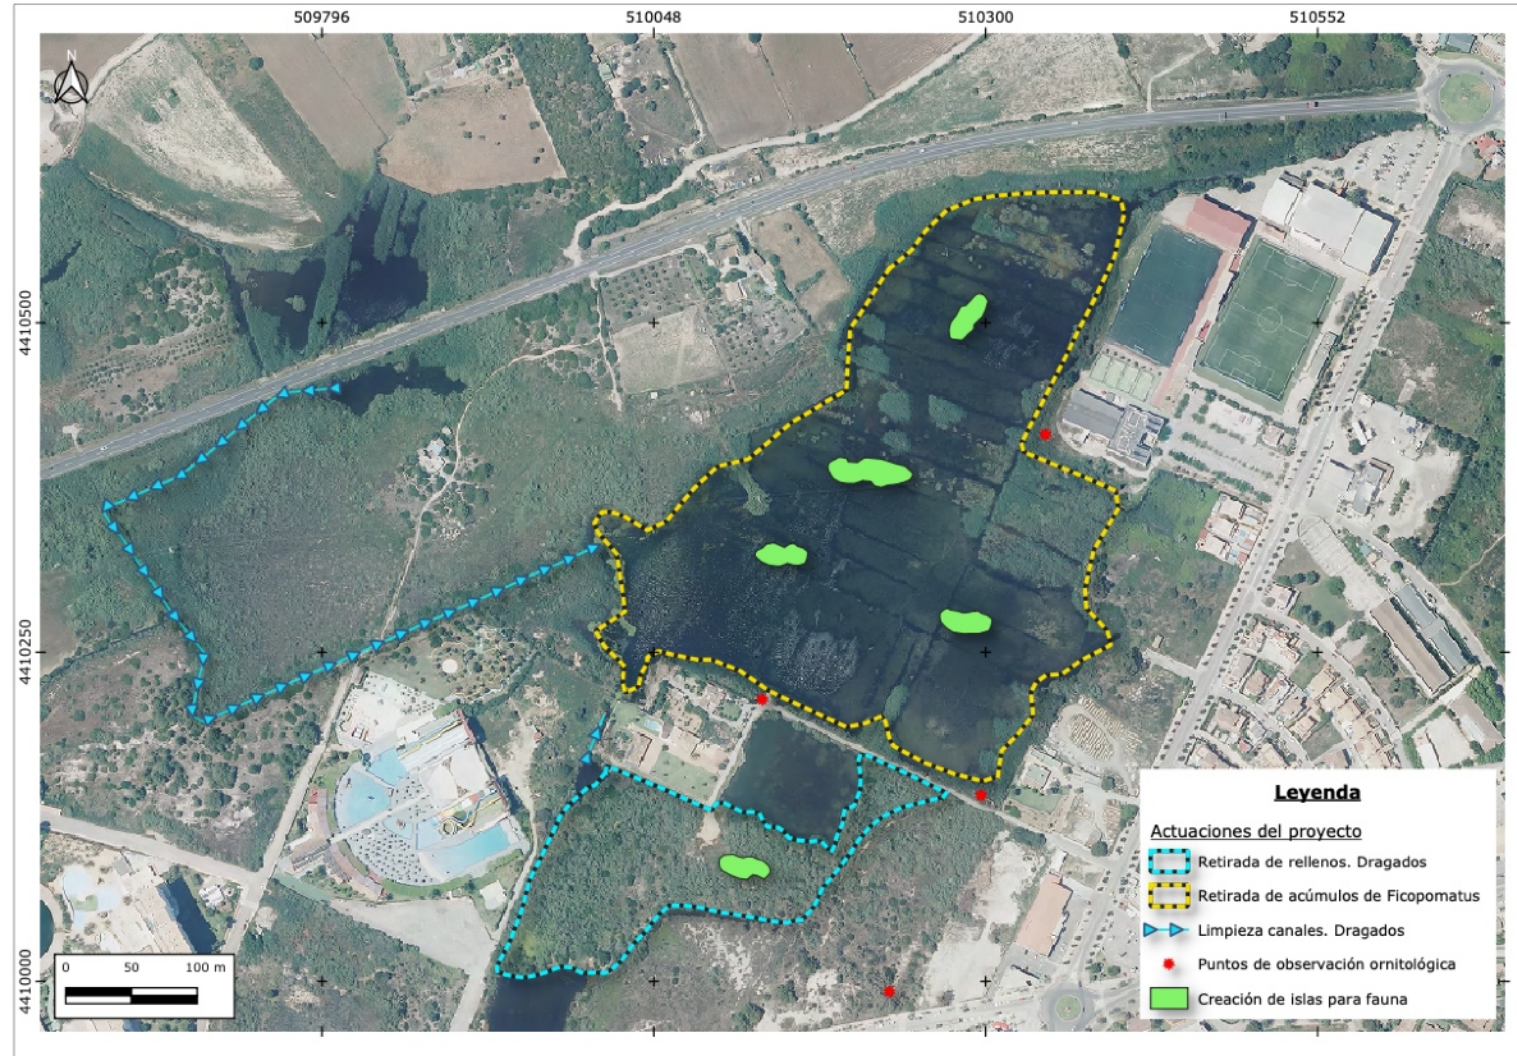 509796 510048 510300 510552
N
4410500
4410250
4410000
Leyenda
Actuaciones del proyecto
Retirada de rellenos. Dragados
Retirada de acúmulos de Ficopomatus
Limpieza canales. Dragados
Puntos de observación ornitológica
Creación de islas para fauna
0 50 100 m